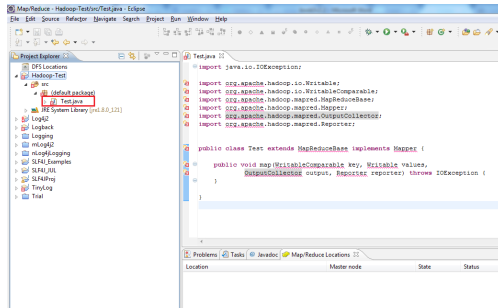 Map/Reduce - Hadoop-Test/src/Test.java - Eclipse
File Edit Source Refactor Navigate Search Project Run Window Help
Project Explorer
DFS Locations
Hadoop-Test
src
(default package)
Test.java
JRE System Library [jre1.8.0_121]
Log4j2
Logback
Logging
mLog4j2
nLog4jLogging
SLF4J_Examples
SLF4J_JUL
SLF4JProj
TinyLog
Trial
Test.java
import java.io.IOException;
import org.apache.hadoop.io.Writable;
import org.apache.hadoop.io.WritableComparable;
import org.apache.hadoop.mapred.MapReduceBase;
import org.apache.hadoop.mapred.Mapper;
import org.apache.hadoop.mapred.OutputCollector;
import org.apache.hadoop.mapred.Reporter;
public class Test extends MapReduceBase implements Mapper {
public void map(WritableComparable key, Writable values,
OutputCollector output, Reporter reporter) throws IOException {
}
}
Problems Tasks Javadoc Map/Reduce Locations
Location Master node State Status